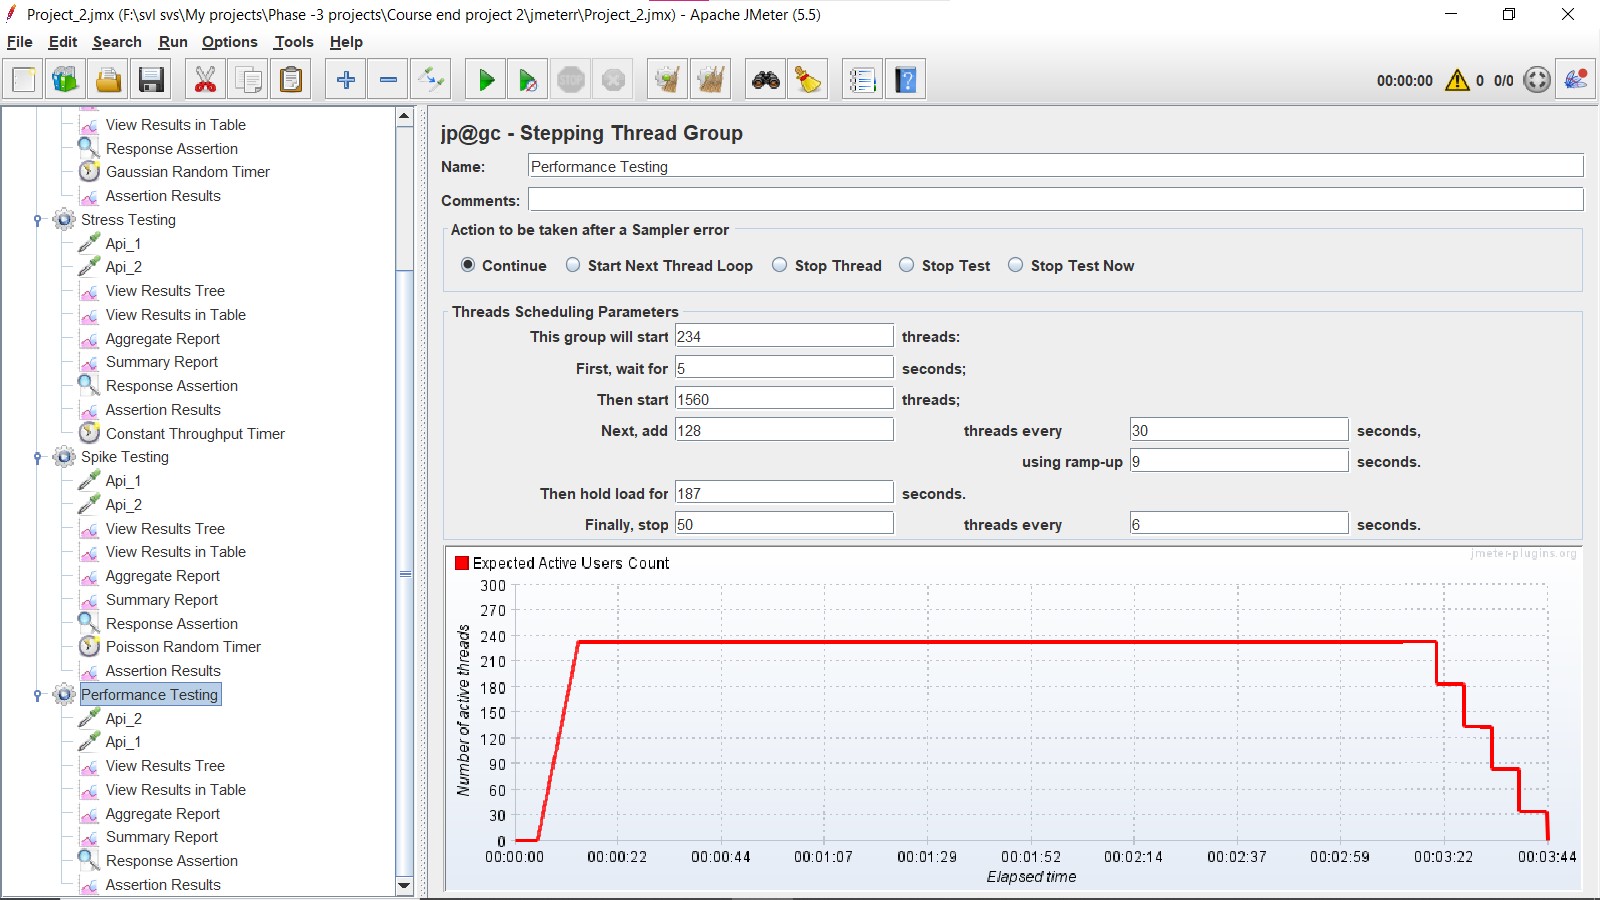 Project_2.jmx (F:\svl svs\My projects\Phase -3 projects\Course end project 2\jmeterr\Project_2.jmx) - Apache JMeter (5.5)
File Edit Search Run Options Tools Help
STOP
00:00:00 0 0/0
View Results in Table
Response Assertion
Gaussian Random Timer
Assertion Results
Stress Testing
Api_1
Api_2
View Results Tree
View Results in Table
Aggregate Report
Summary Report
Response Assertion
Assertion Results
Constant Throughput Timer
Spike Testing
Api_1
Api_2
View Results Tree
View Results in Table
Aggregate Report
Summary Report
Response Assertion
Poisson Random Timer
Assertion Results
Performance Testing
Api_2
Api_1
View Results Tree
View Results in Table
Aggregate Report
Summary Report
Response Assertion
Assertion Results
jp@gc - Stepping Thread Group
Name: Performance Testing
Comments:
Action to be taken after a Sampler error
Continue Start Next Thread Loop Stop Thread Stop Test Stop Test Now
Threads Scheduling Parameters
This group will start 234 threads:
First, wait for 5 seconds;
Then start 1560 threads;
Next, add 128 threads every 30 seconds,
using ramp-up 9 seconds.
Then hold load for 187 seconds.
Finally, stop 50 threads every 6 seconds.
jmeter-plugins.org
Expected Active Users Count
Number of active threads
300
270
240
210
180
150
120
90
60
30
0
00:00:00 00:00:22 00:00:44 00:01:07 00:01:29 00:01:52 00:02:14 00:02:37 00:02:59 00:03:22 00:03:44
Elapsed time